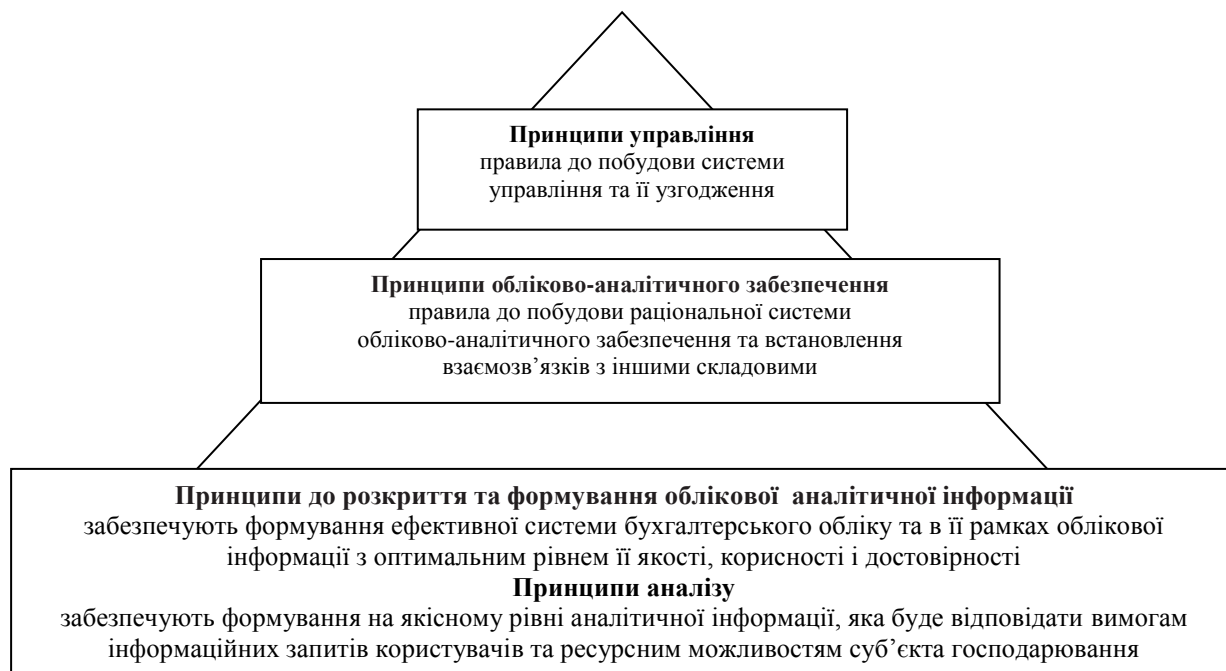 Принципи управління
правила до побудови системи
управління та її узгодження
Принципи обліково-аналітичного забезпечення
правила до побудови раціональної системи
обліково-аналітичного забезпечення та встановлення
взаємозв’язків з іншими складовими
Принципи до розкриття та формування облікової аналітичної інформації
забезпечують формування ефективної системи бухгалтерського обліку та в її рамках облікової
інформації з оптимальним рівнем її якості, корисності і достовірності
Принципи аналізу
забезпечують формування на якісному рівні аналітичної інформації, яка буде відповідати вимогам
інформаційних запитів користувачів та ресурсним можливостям суб’єкта господарювання